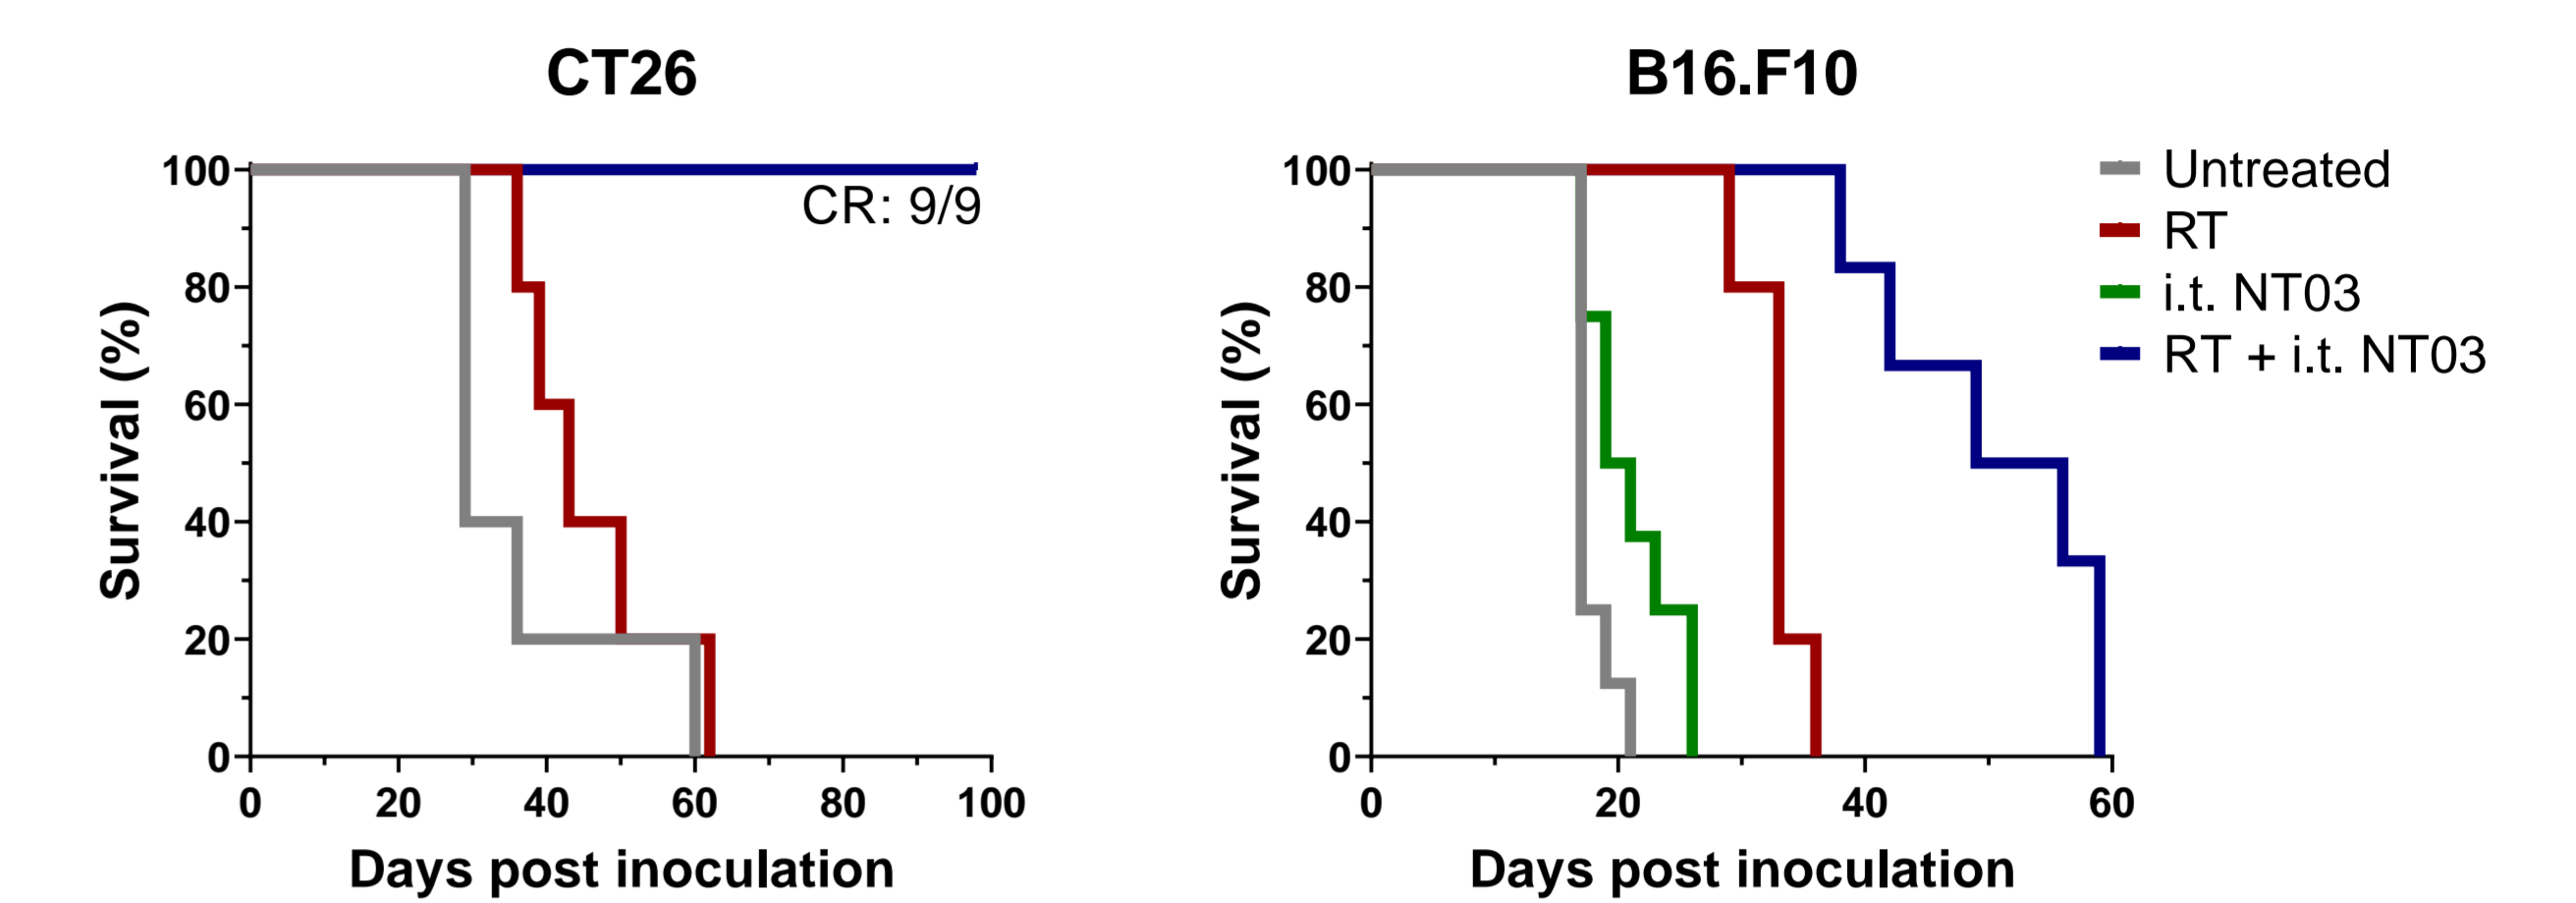 CT26
100
80
60
40
20
0
Survival (%)
CR: 9/9
0 20 40 60 80 100
Days post inoculation
B16.F10
100
80
60
40
20
0
Survival (%)
0 20 40 60
Days post inoculation
Untreated
RT
i.t. NT03
RT + i.t. NT03